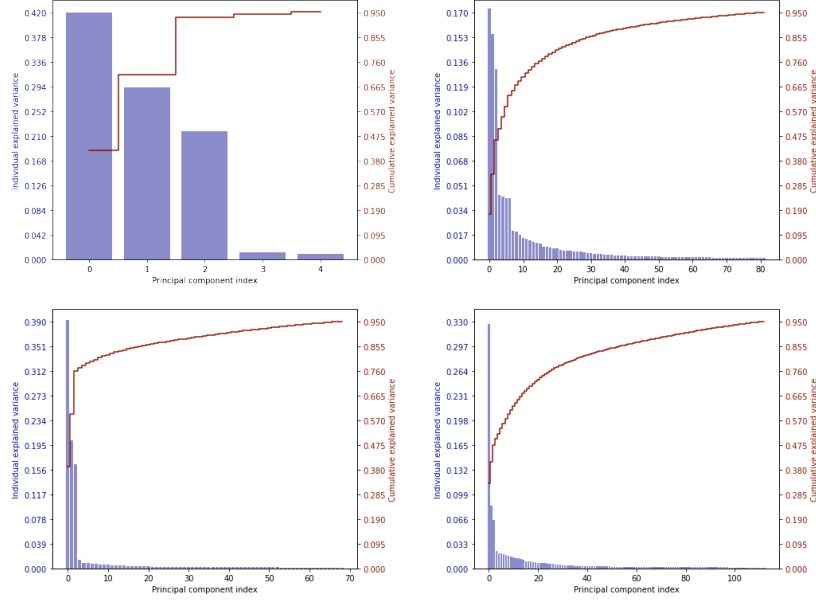 0.420 0.950 0.170 0.950
0.378 0.855 0.153 0.855
0.336 0.760 0.136 0.760
0.294 0.665 0.119 0.665
0.252 0.570 0.102 0.570
0.210 0.475 0.085 0.475
0.168 0.380 0.068 0.380
0.126 0.285 0.051 0.285
0.084 0.190 0.034 0.190
0.042 0.095 0.017 0.095
0.000 0.000 0.000 0.000
Individual explained variance
Cumulative explained variance
Individual explained variance
Cumulative explained variance
0 1 2 3 4 0 10 20 30 40 50 60 70 80
Principal component index Principal component index
0.390 0.950 0.330 0.950
0.351 0.855 0.297 0.855
0.312 0.760 0.264 0.760
0.273 0.665 0.231 0.665
0.234 0.570 0.198 0.570
0.195 0.475 0.165 0.475
0.156 0.380 0.132 0.380
0.117 0.285 0.099 0.285
0.078 0.190 0.066 0.190
0.039 0.095 0.033 0.095
0.000 0.000 0.000 0.000
Individual explained variance
Cumulative explained variance
Individual explained variance
Cumulative explained variance
0 10 20 30 40 50 60 70 0 20 40 60 80 100
Principal component index Principal component index